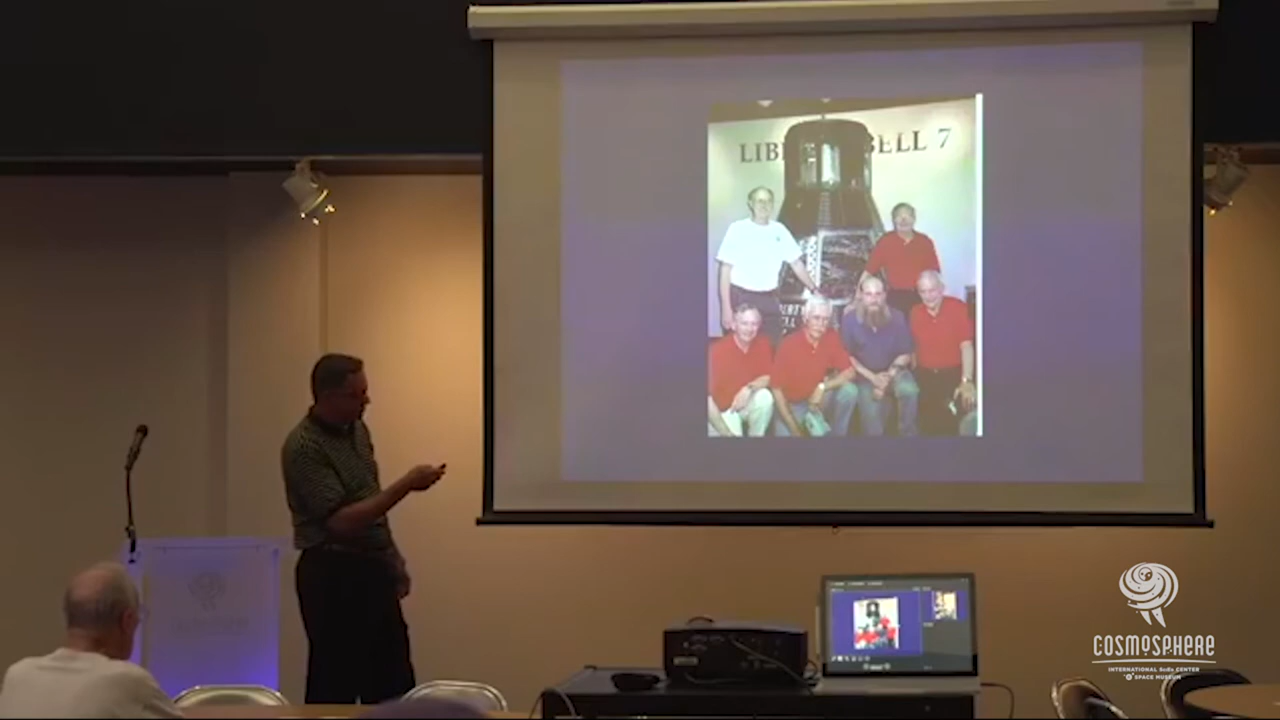 LIB BELL 7
COSMOSPHERE
INTERNATIONAL SciEd CENTER
& SPACE MUSEUM